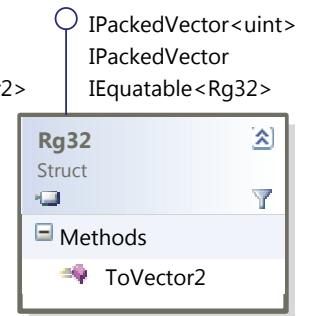 IPackedVector<uint>
IPackedVector
2> IEquatable<Rg32>
Rg32
Struct
Methods
ToVector2